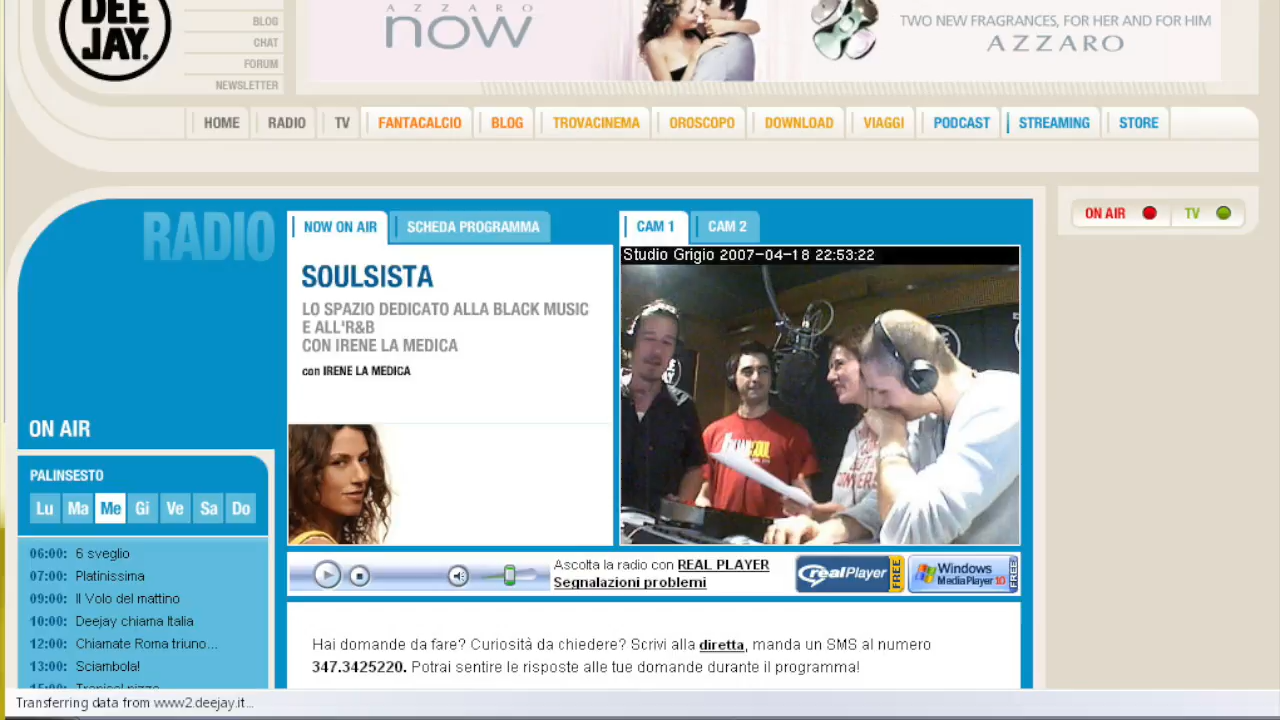 DEE
JAY.
BLOG
CHAT
FORUM
NEWSLETTER
AZZARO
now
TWO NEW FRAGRANCES, FOR HER AND FOR HIM
AZZARO
HOME
RADIO
TV
FANTACALCIO
BLOG
TROVACINEMA
OROSCOPO
DOWNLOAD
VIAGGI
PODCAST
STREAMING
STORE
RADIO
ON AIR
PALINSESTO
Lu Ma Me Gi Ve Sa Do
06:00: 6 sveglio
07:00: Platinissima
09:00: Il Volo del mattino
10:00: Deejay chiama Italia
12:00: Chiamate Roma triuno...
13:00: Sciambola!
15:00: Tropical pizza
NOW ON AIR
SCHEDA PROGRAMMA
SOULSISTA
LO SPAZIO DEDICATO ALLA BLACK MUSIC
E ALL'R&B
CON IRENE LA MEDICA
con IRENE LA MEDICA
CAM 1
CAM 2
Studio Grigio 2007-04-18 22:53:22
Ascolta la radio con REAL PLAYER
Segnalazioni problemi
realPlayer FREE
Windows
MediaPlayer 10 FREE
Hai domande da fare? Curiosità da chiedere? Scrivi alla diretta, manda un SMS al numero
347.3425220. Potrai sentire le risposte alle tue domande durante il programma!
ON AIR
TV
Transferring data from www2.deejay.it...